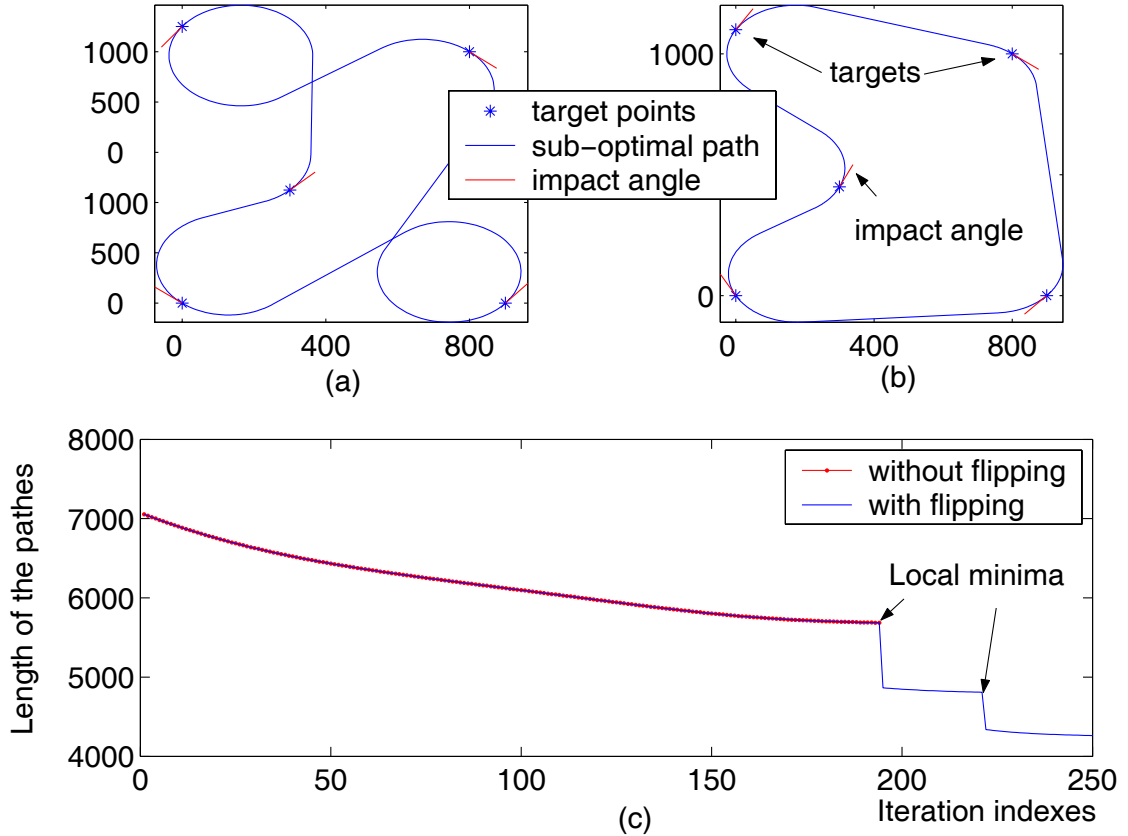 1000
500
0
1000
500
0
0
400
800
(a)
target points
sub-optimal path
impact angle
1000
0
targets
impact angle
0
400
800
(b)
8000
7000
6000
5000
4000
Length of the pathes
without flipping
with flipping
Local minima
0
50
100
150
200
250
(c)
Iteration indexes